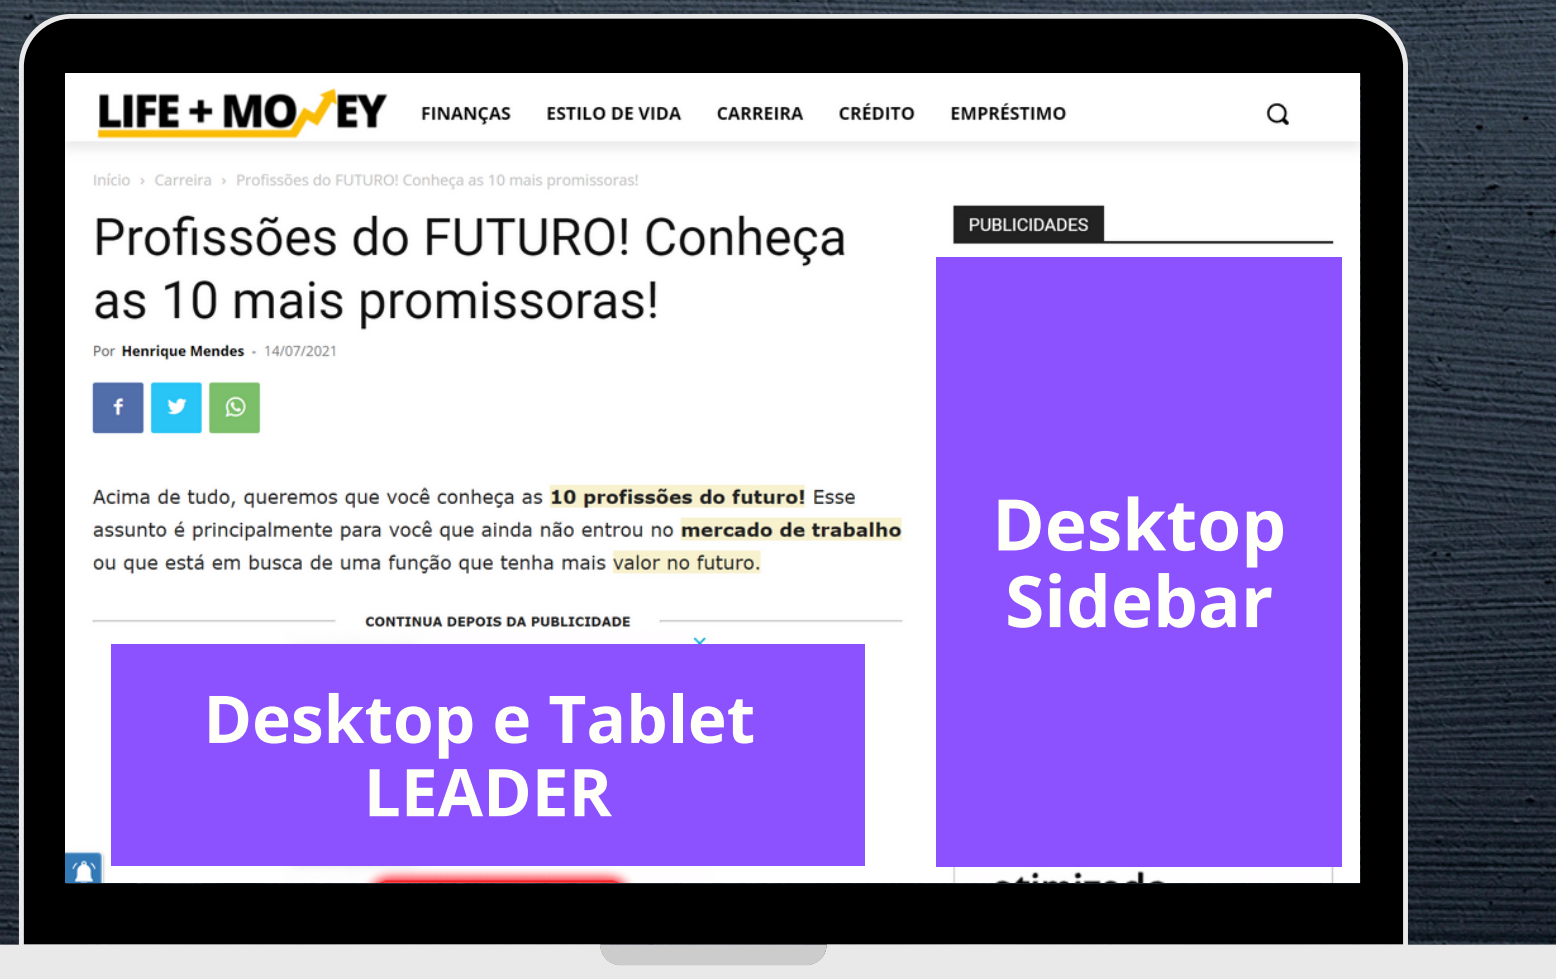 LIFE + MONEY
FINANÇAS
ESTILO DE VIDA
CARREIRA
CRÉDITO
EMPRÉSTIMO
Início › Carreira › Profissões do FUTURO! Conheça as 10 mais promissoras!
Profissões do FUTURO! Conheça
as 10 mais promissoras!
Por Henrique Mendes - 14/07/2021
Acima de tudo, queremos que você conheça as 10 profissões do futuro! Esse
assunto é principalmente para você que ainda não entrou no mercado de trabalho
ou que está em busca de uma função que tenha mais valor no futuro.
CONTINUA DEPOIS DA PUBLICIDADE
Desktop e Tablet
LEADER
PUBLICIDADES
Desktop
Sidebar